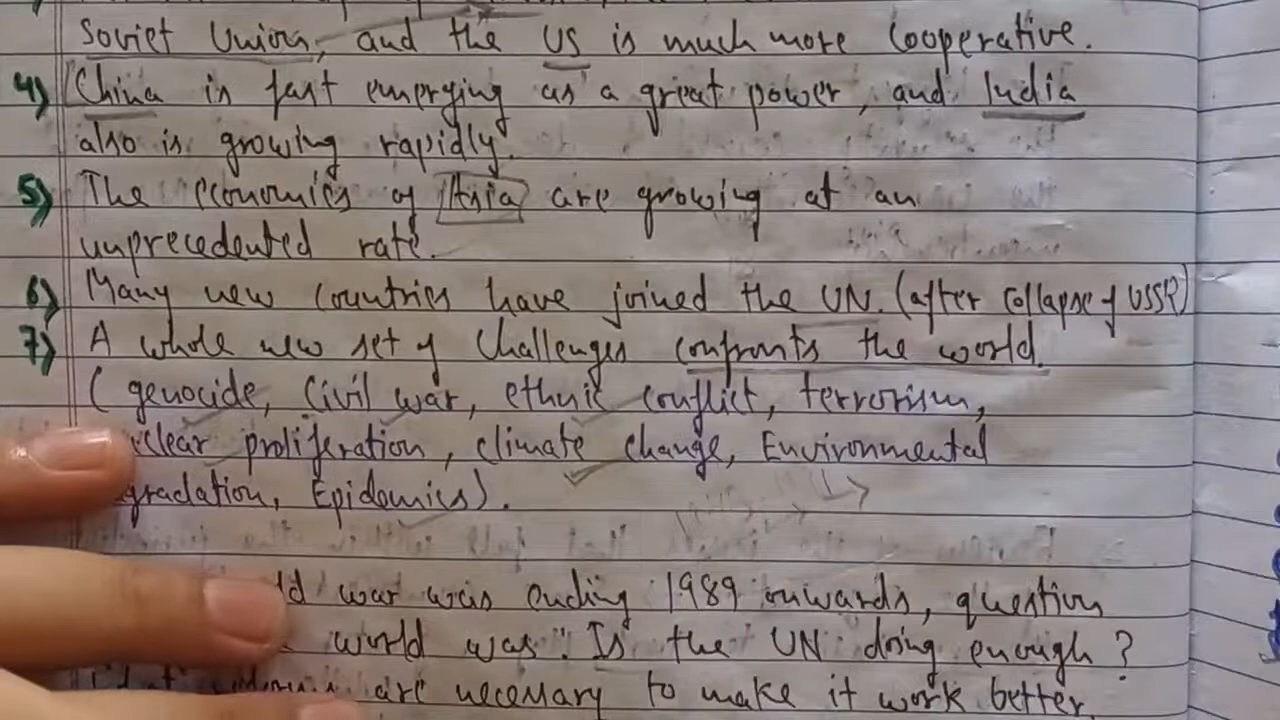 Soviet Union, and the US is much more Cooperative.
4) China is fast emerging as a great power, and India
also is growing rapidly.
5) The economies of Asia are growing at an
unprecedented rate.
6) Many new countries have joined the UN. (after collapse of USSR)
7) A whole new set of challenges confronts the world.
(genocide, Civil war, ethnic conflict, terrorism,
clear proliferation, climate change, Environmental
gradation, Epidemics).
ld war was ending 1989 onwards, question
world was. Is the UN doing enough?
are necessary to make it work better.